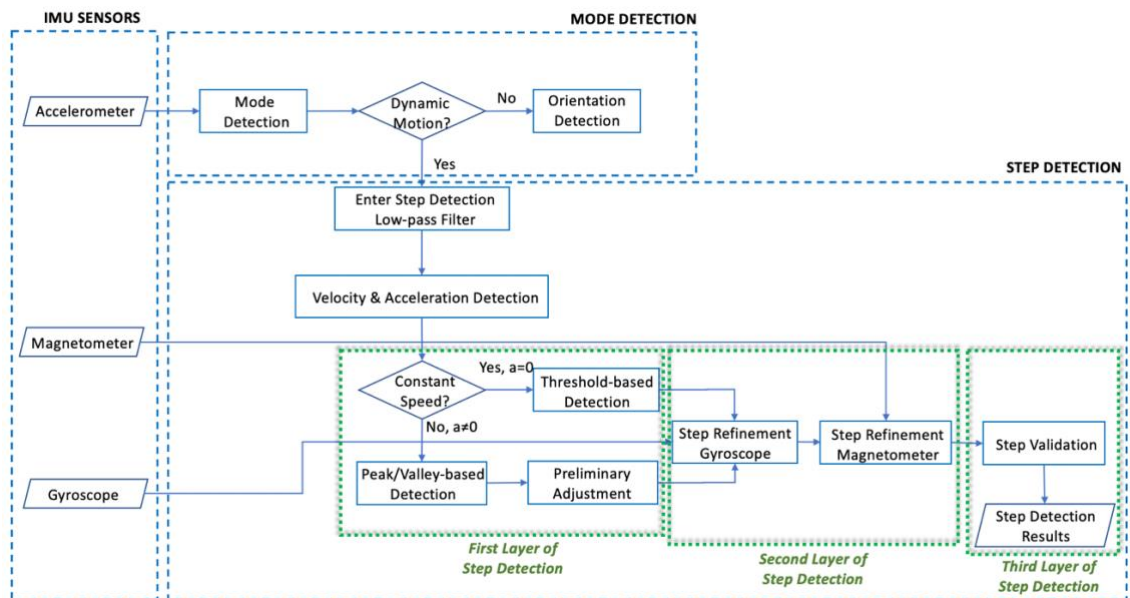 IMU SENSORS
MODE DETECTION
Accelerometer
Mode
Detection
Dynamic
Motion?
No
Orientation
Detection
Yes
STEP DETECTION
Enter Step Detection
Low-pass Filter
Velocity & Acceleration Detection
Magnetometer
Constant
Speed?
Yes, a=0
Threshold-based
Detection
No, a≠0
Step Refinement
Gyroscope
Step Refinement
Magnetometer
Step Validation
Gyroscope
Peak/Valley-based
Detection
Preliminary
Adjustment
Step Detection
Results
First Layer of
Step Detection
Second Layer of
Step Detection
Third Layer of
Step Detection